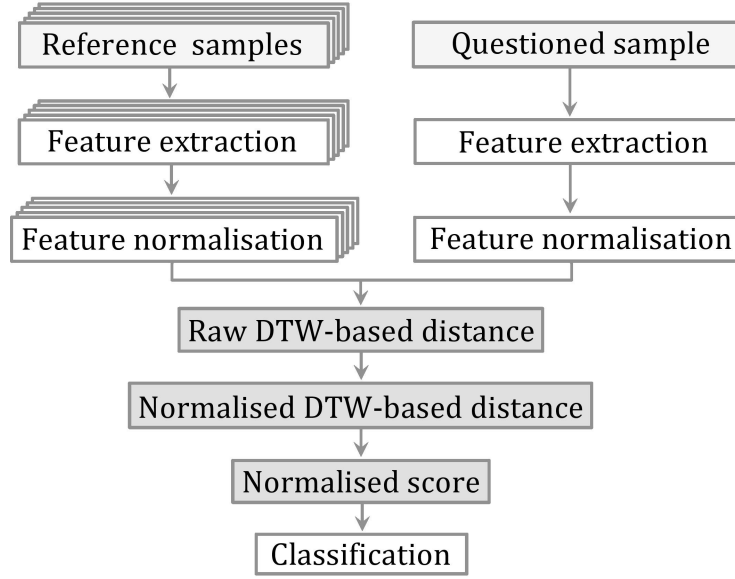 Reference samples
Questioned sample
Feature extraction
Feature extraction
Feature normalisation
Feature normalisation
Raw DTW-based distance
Normalised DTW-based distance
Normalised score
Classification